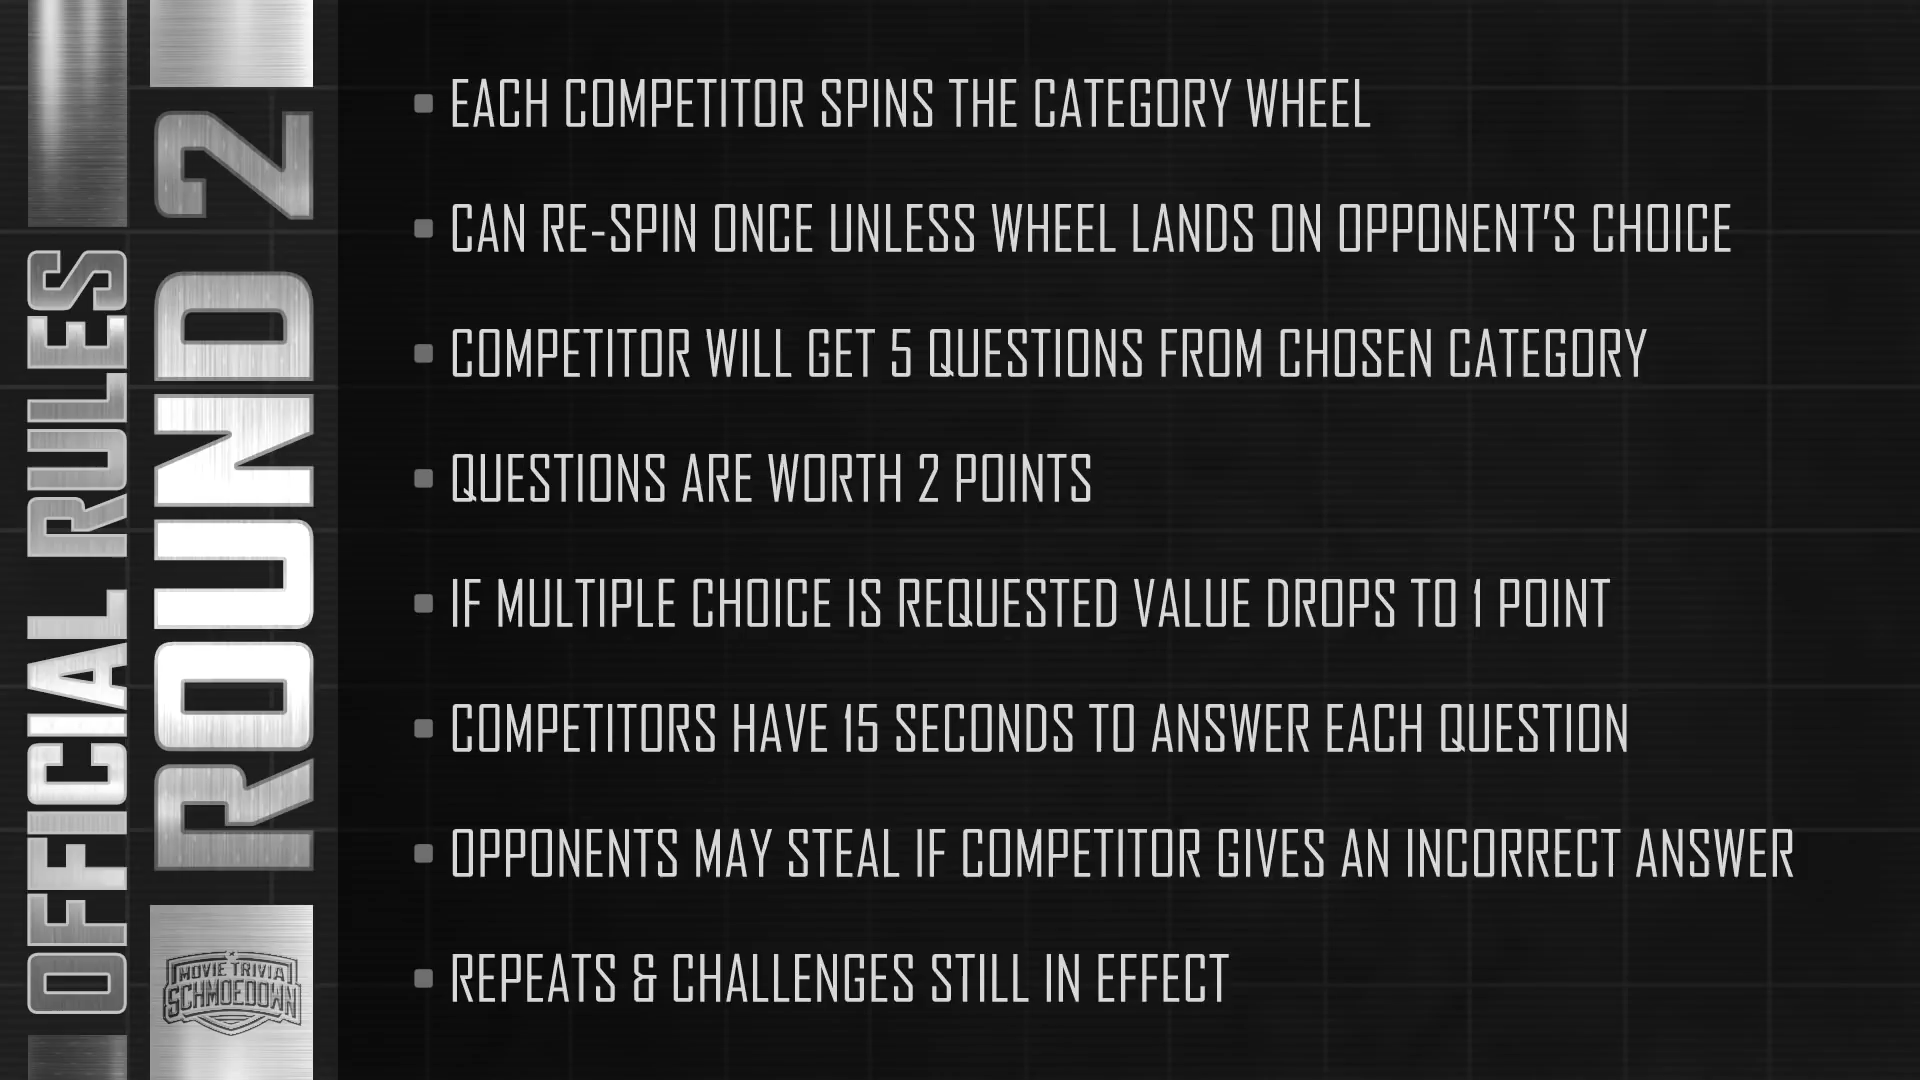 OFFICIAL RULES
ROUND 2
MOVIE TRIVIA
SCHMOEDOWN
EACH COMPETITOR SPINS THE CATEGORY WHEEL
CAN RE-SPIN ONCE UNLESS WHEEL LANDS ON OPPONENT'S CHOICE
COMPETITOR WILL GET 5 QUESTIONS FROM CHOSEN CATEGORY
QUESTIONS ARE WORTH 2 POINTS
IF MULTIPLE CHOICE IS REQUESTED VALUE DROPS TO 1 POINT
COMPETITORS HAVE 15 SECONDS TO ANSWER EACH QUESTION
OPPONENTS MAY STEAL IF COMPETITOR GIVES AN INCORRECT ANSWER
REPEATS & CHALLENGES STILL IN EFFECT